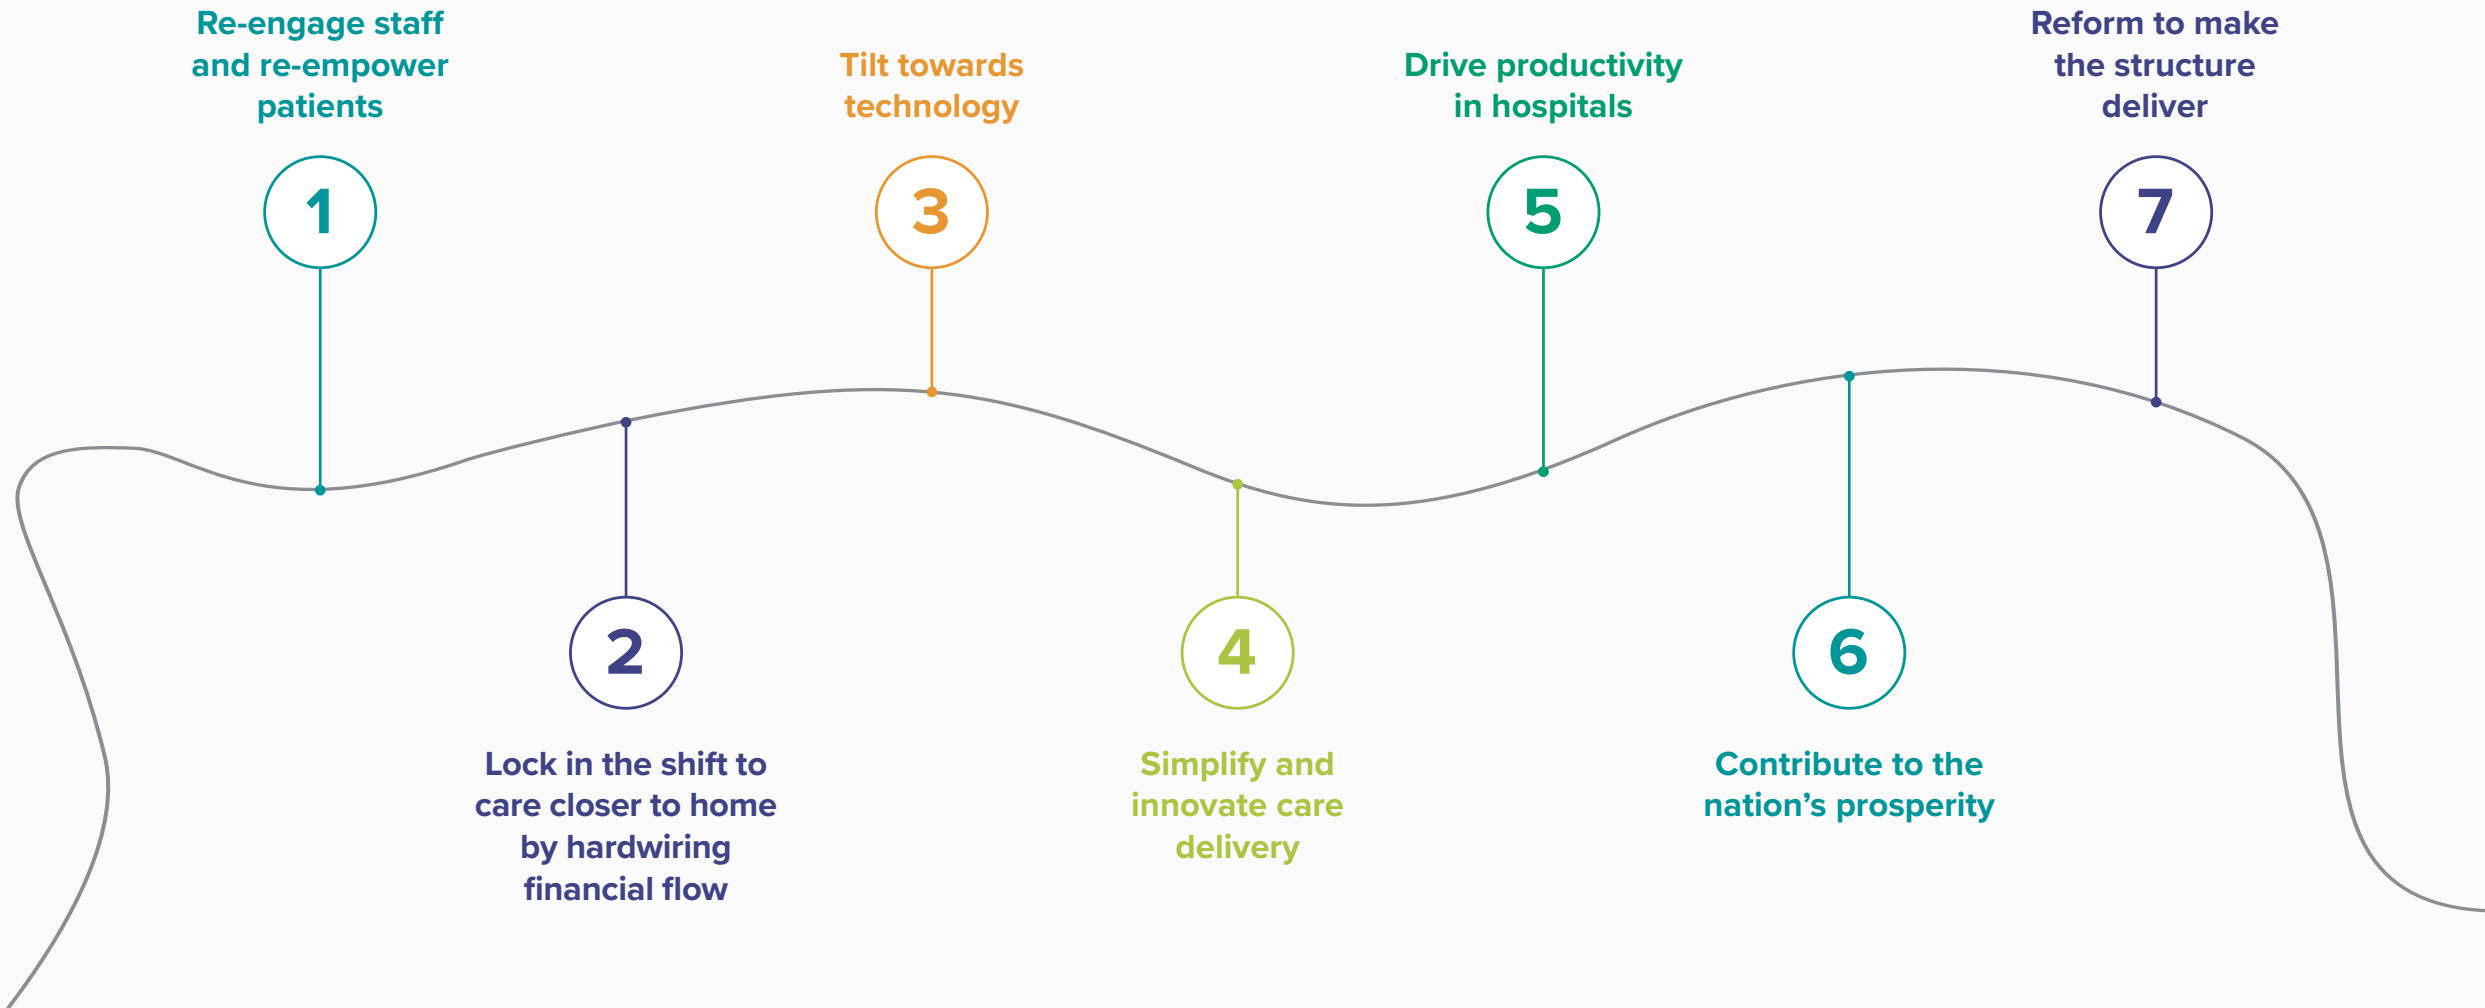 Re-engage staff
and re-empower
patients
1
2
Lock in the shift to
care closer to home
by hardwiring
financial flow
Tilt towards
technology
3
4
Simplify and
innovate care
delivery
Drive productivity
in hospitals
5
6
Contribute to the
nation’s prosperity
Reform to make
the structure
deliver
7